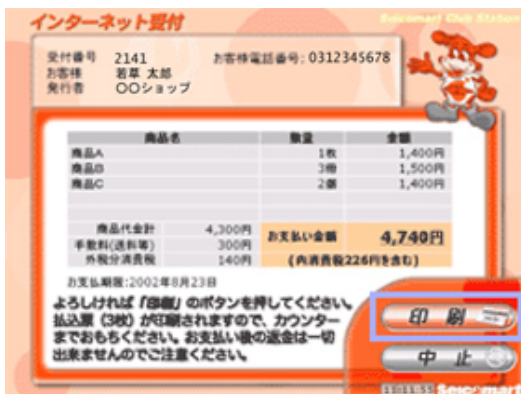 インターネット受付
Seicomart Club Station
受付番号 2141 お客様電話番号; 0312345678
お客様 若草 太郎
発行者 〇〇ショップ
商品名 数量 金額
商品A 1枚 1,400円
商品B 3冊 1,500円
商品C 2個 1,400円
商品代金計 4,300円 お支払い金額 4,740円
手数料(送料等) 300円
外税分消費税 140円 (内消費税226円を含む)
お支払期限:2002年8月23日
よろしければ「印刷」のボタンを押してください。
払込票(3枚)が印刷されますので、カウンター
までおもちください。お支払い後の返金は一切
出来ませんのでご注意ください。
印 刷
中 止
Seicomart